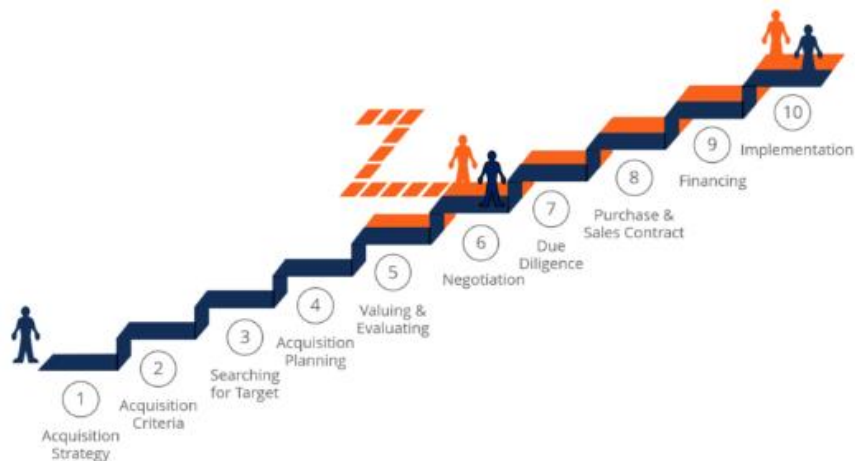 1
Acquisition
Strategy
2
Acquisition
Criteria
3
Searching
for Target
4
Acquisition
Planning
5
Valuing &
Evaluating
6
Negotiation
7
Due
Diligence
8
Purchase &
Sales Contract
9
Financing
10
Implementation